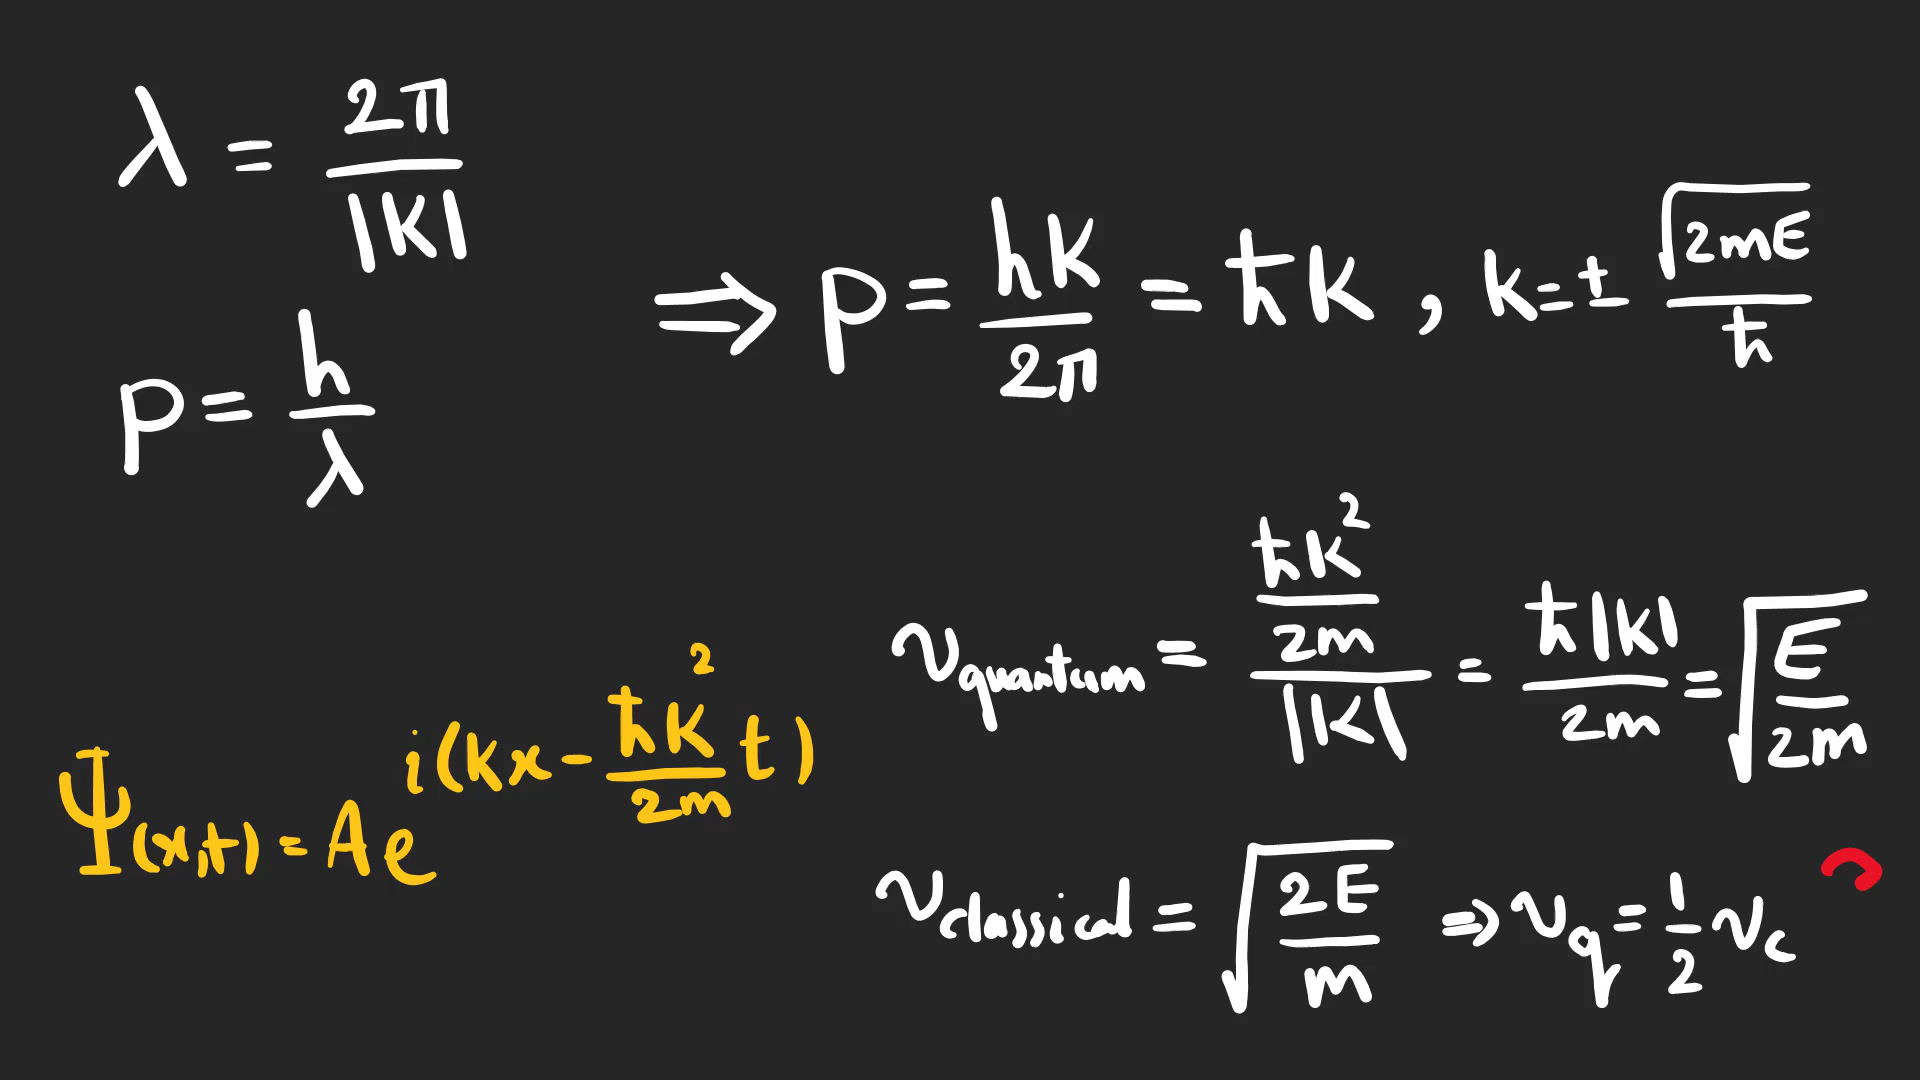 λ = 2π / |k|
p = h / λ
⇒ p = hk / 2π = ħk , k = ± √(2mE) / ħ
v_quantum = (ħk² / 2m) / |k| = ħ|k| / 2m = √(E / 2m)
Ψ(x,t) = A e^{i(kx - (ħk² / 2m) t)}
v_classical = √(2E / m) ⇒ v_q = 1/2 v_c